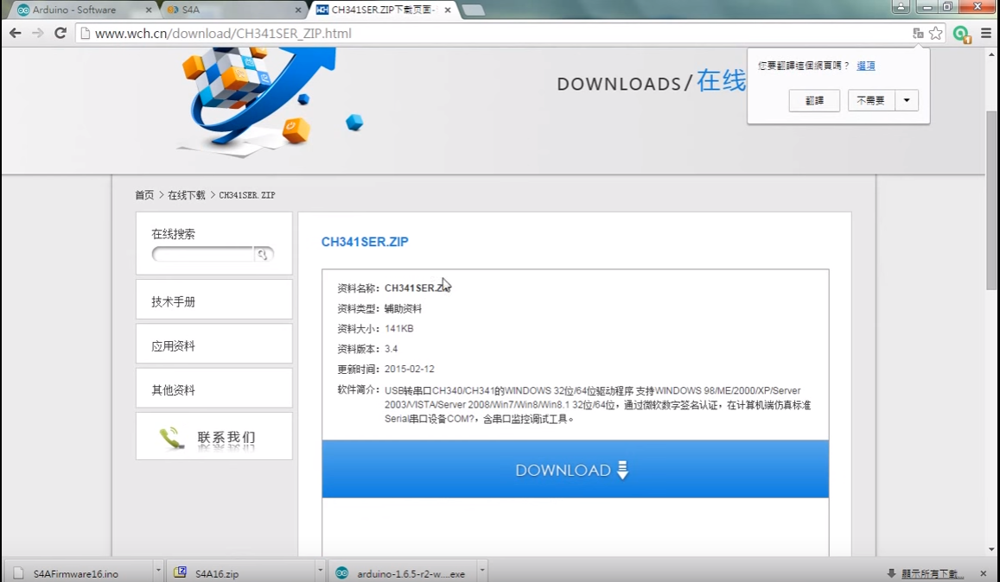 Arduino - Software
S4A
CH341SER.ZIP下载页面-
www.wch.cn/download/CH341SER_ZIP.html
您要翻譯這個網頁嗎？ 選項
翻譯
不需要
DOWNLOADS/在线
首页 > 在线下载 > CH341SER.ZIP
在线搜索
技术手册
应用资料
其他资料
联系我们
CH341SER.ZIP
资料名称：CH341SER.ZIP
资料类型：辅助资料
资料大小：141KB
资料版本：3.4
更新时间：2015-02-12
软件简介：USB转串口CH340/CH341的WINDOWS 32位/64位驱动程序 支持WINDOWS 98/ME/2000/XP/Server
2003/VISTA/Server 2008/Win7/Win8/Win8.1 32位/64位，通过微软数字签名认证，在计算机端仿真标准
Serial串口设备COM?，含串口监控调试工具。
DOWNLOAD
S4AFirmware16.ino
S4A16.zip
arduino-1.6.5-r2-w....exe
顯示所有下載...